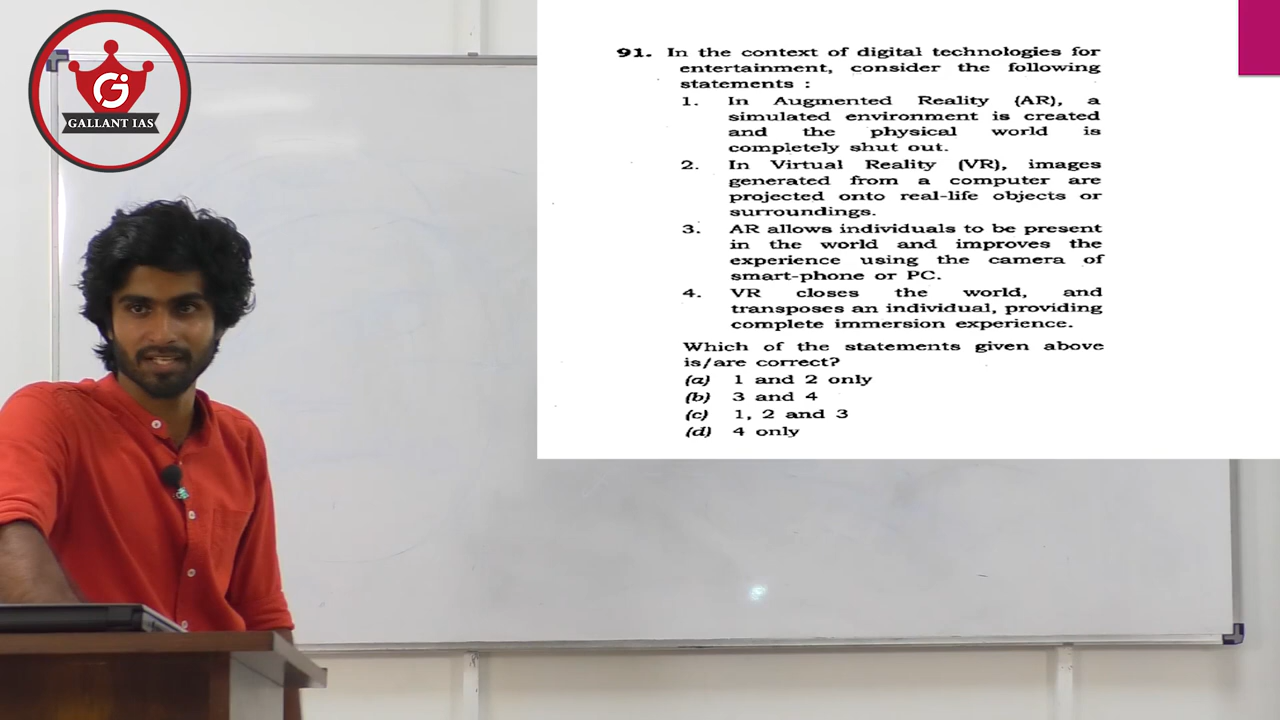 GALLANT IAS
91. In the context of digital technologies for
entertainment, consider the following
statements :
1. In Augmented Reality (AR), a
simulated environment is created
and the physical world is
completely shut out.
2. In Virtual Reality (VR), images
generated from a computer are
projected onto real-life objects or
surroundings.
3. AR allows individuals to be present
in the world and improves the
experience using the camera of
smart-phone or PC.
4. VR closes the world, and
transposes an individual, providing
complete immersion experience.
Which of the statements given above
is/are correct?
(a) 1 and 2 only
(b) 3 and 4
(c) 1, 2 and 3
(d) 4 only